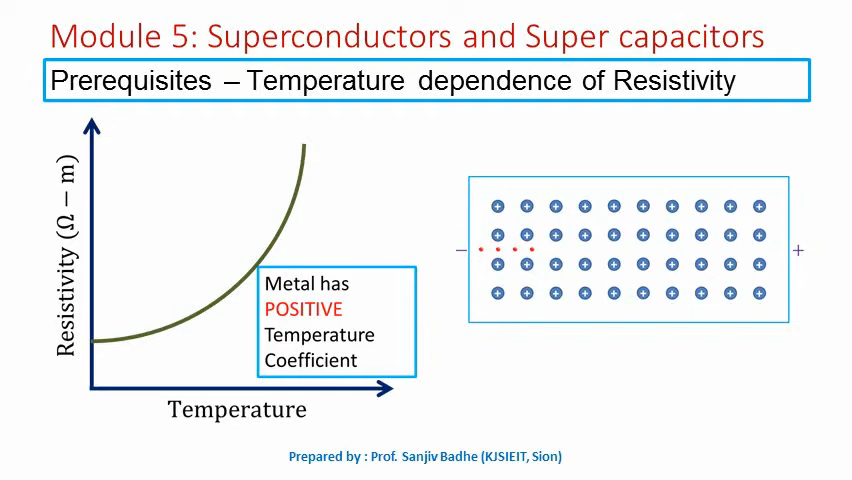 Module 5: Superconductors and Super capacitors
Prerequisites – Temperature dependence of Resistivity
Resistivity (Ω − m)
Metal has
POSITIVE
Temperature
Coefficient
Temperature
+ + + + + + + + + +
+ + + + + + + + + +
− +
+ + + + + + + + + +
+ + + + + + + + + +
Prepared by : Prof. Sanjiv Badhe (KJSIEIT, Sion)